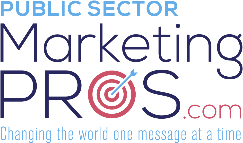 PUBLIC SECTOR
Marketing
PROS.com
Changing the world one message at a time